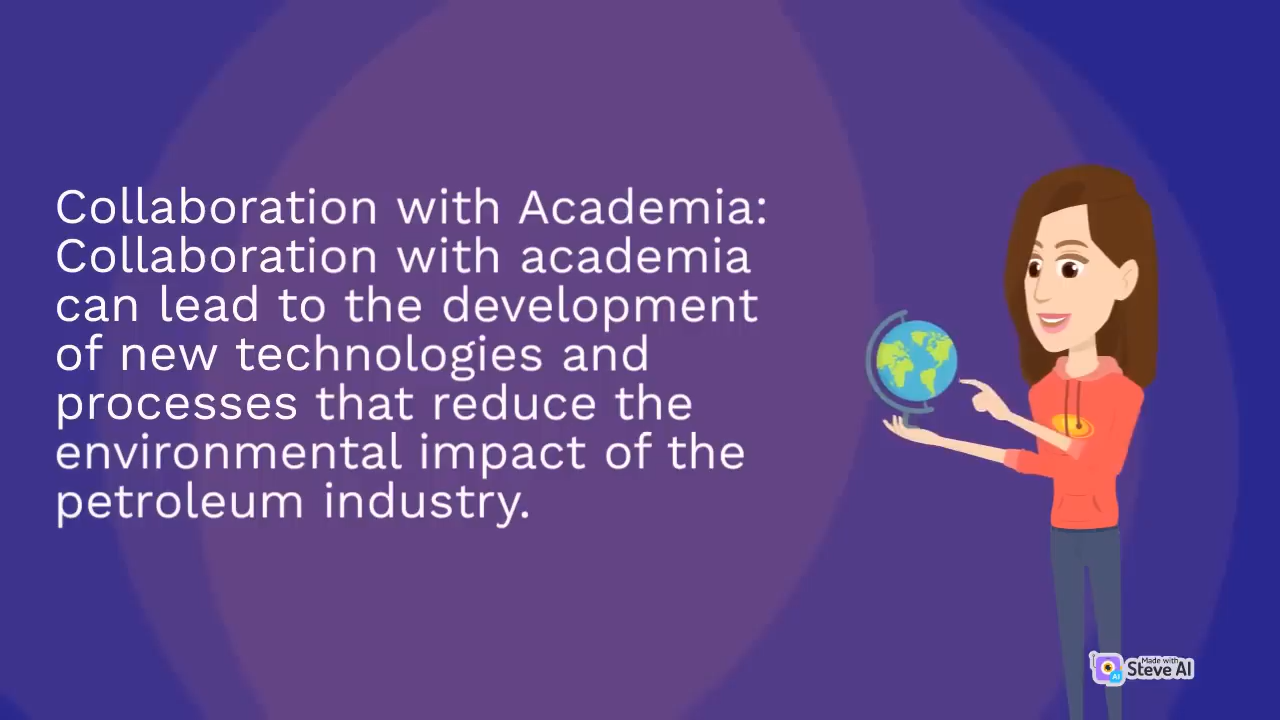 Collaboration with Academia:
Collaboration with academia
can lead to the development
of new technologies and
processes that reduce the
environmental impact of the
petroleum industry.
Made with
Steve AI
AI